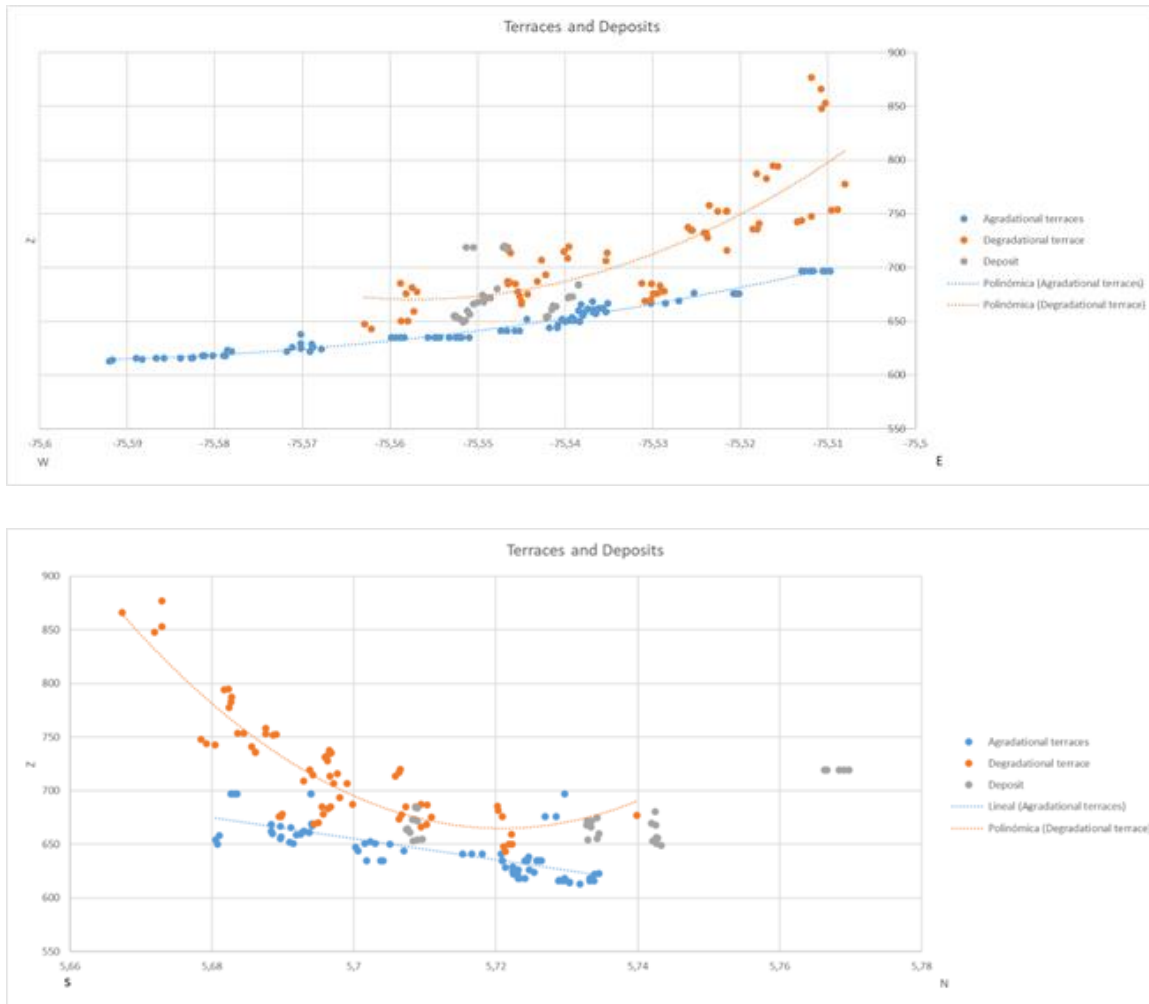 Terraces and Deposits
900
850
800
750
700
650
600
550
Z
-75,6
-75,59
-75,58
-75,57
-75,56
-75,55
-75,54
-75,53
-75,52
-75,51
-75,5
W
E
Agradational terraces
Degradational terrace
Deposit
Polinómica (Agradational terraces)
Polinómica (Degradational terrace)
Terraces and Deposits
900
850
800
750
700
650
600
550
Z
5,66
5,68
5,7
5,72
5,74
5,76
5,78
S
N
Agradational terraces
Degradational terrace
Deposit
Lineal (Agradational terraces)
Polinómica (Degradational terrace)